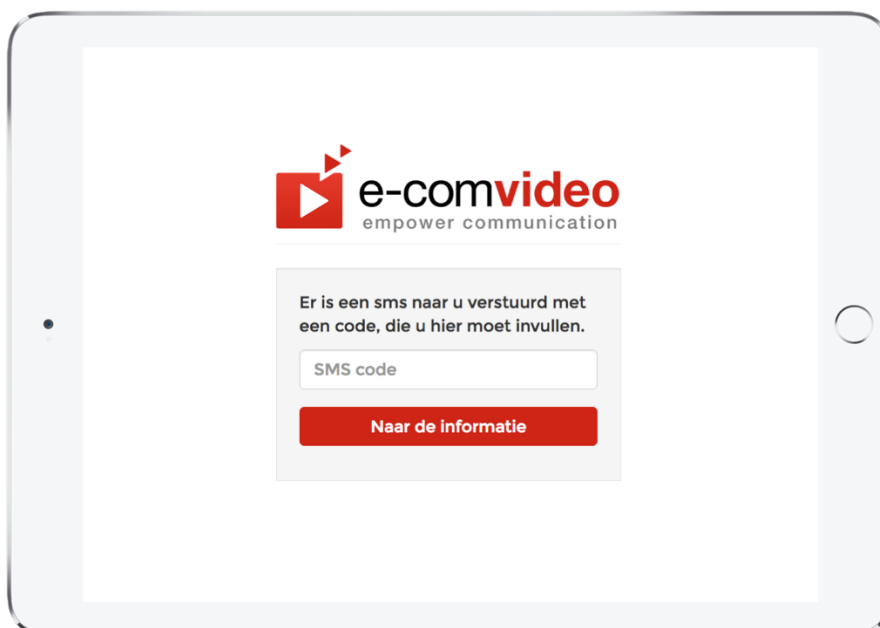 e-comvideo
empower communication
Er is een sms naar u verstuurd met
een code, die u hier moet invullen.
SMS code
Naar de informatie